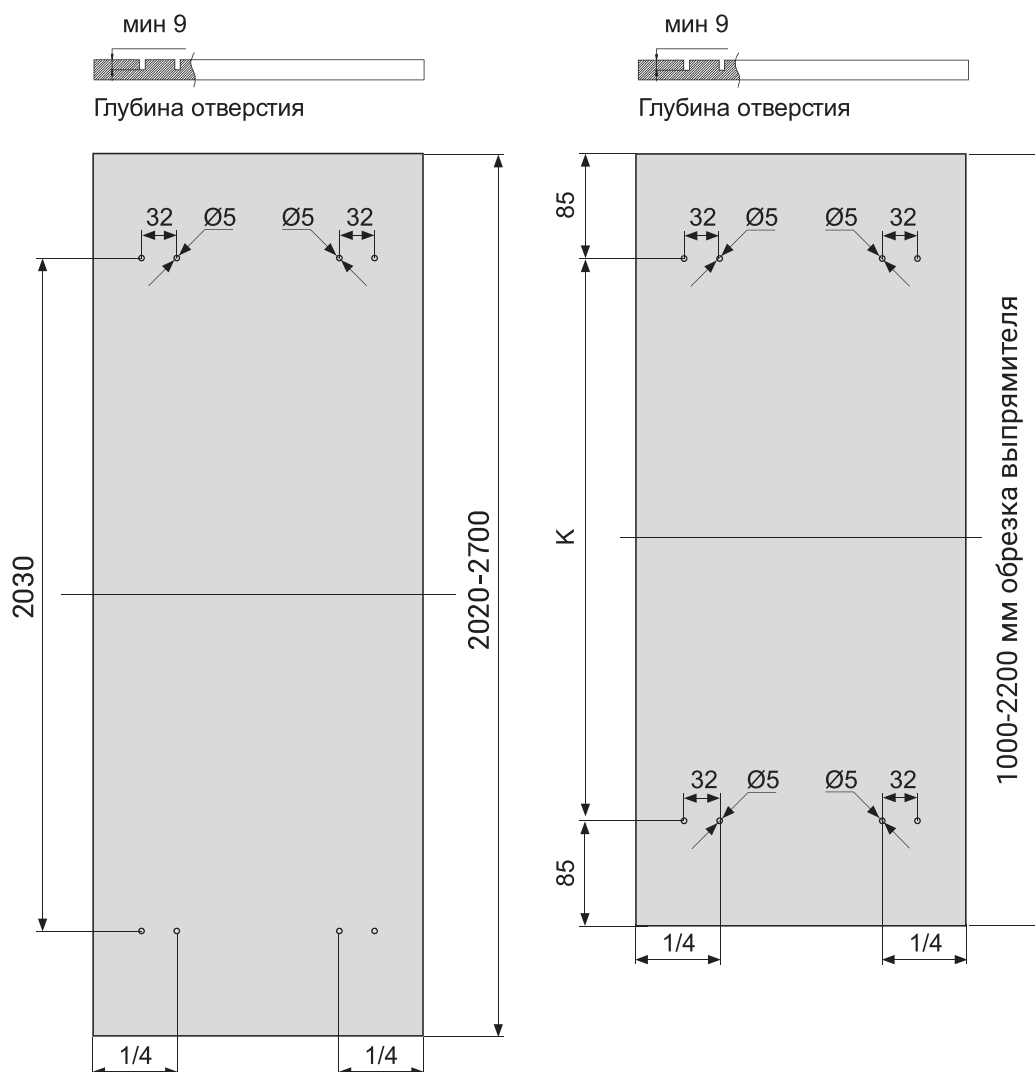 мин 9
Глубина отверстия
32 Ø5 Ø5 32
2030
2020-2700
1/4 1/4
мин 9
Глубина отверстия
85
32 Ø5 Ø5 32
K
1000-2200 мм обрезка выпрямителя
32 Ø5 Ø5 32
85
1/4 1/4